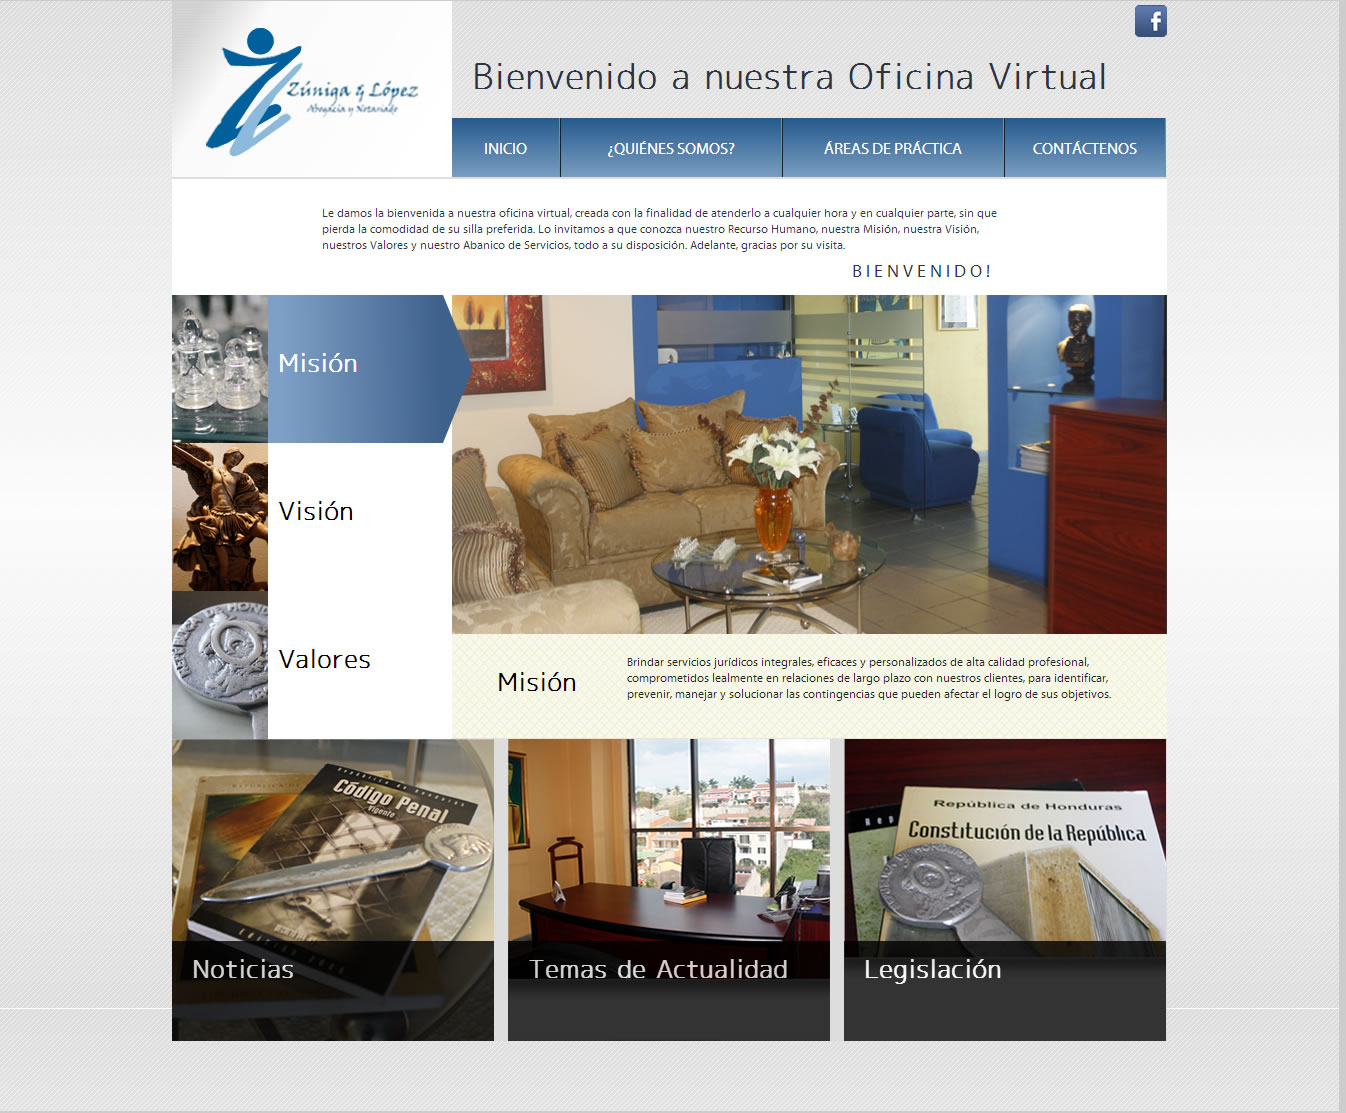 Zúniga & López
Abogacía y Notariado
f
Bienvenido a nuestra Oficina Virtual
INICIO
¿QUIÉNES SOMOS?
ÁREAS DE PRÁCTICA
CONTÁCTENOS
Le damos la bienvenida a nuestra oficina virtual, creada con la finalidad de atenderlo a cualquier hora y en cualquier parte, sin que
pierda la comodidad de su silla preferida. Lo invitamos a que conozca nuestro Recurso Humano, nuestra Misión, nuestra Visión,
nuestros Valores y nuestro Abanico de Servicios, todo a su disposición. Adelante, gracias por su visita.
BIENVENIDO!
Misión
Visión
Valores
Misión
Brindar servicios jurídicos integrales, eficaces y personalizados de alta calidad profesional,
comprometidos lealmente en relaciones de largo plazo con nuestros clientes, para identificar,
prevenir, manejar y solucionar las contingencias que pueden afectar el logro de sus objetivos.
República de Honduras
Código Penal
Vigente
Noticias
Temas de Actualidad
República de Honduras
Constitución de la República
Legislación